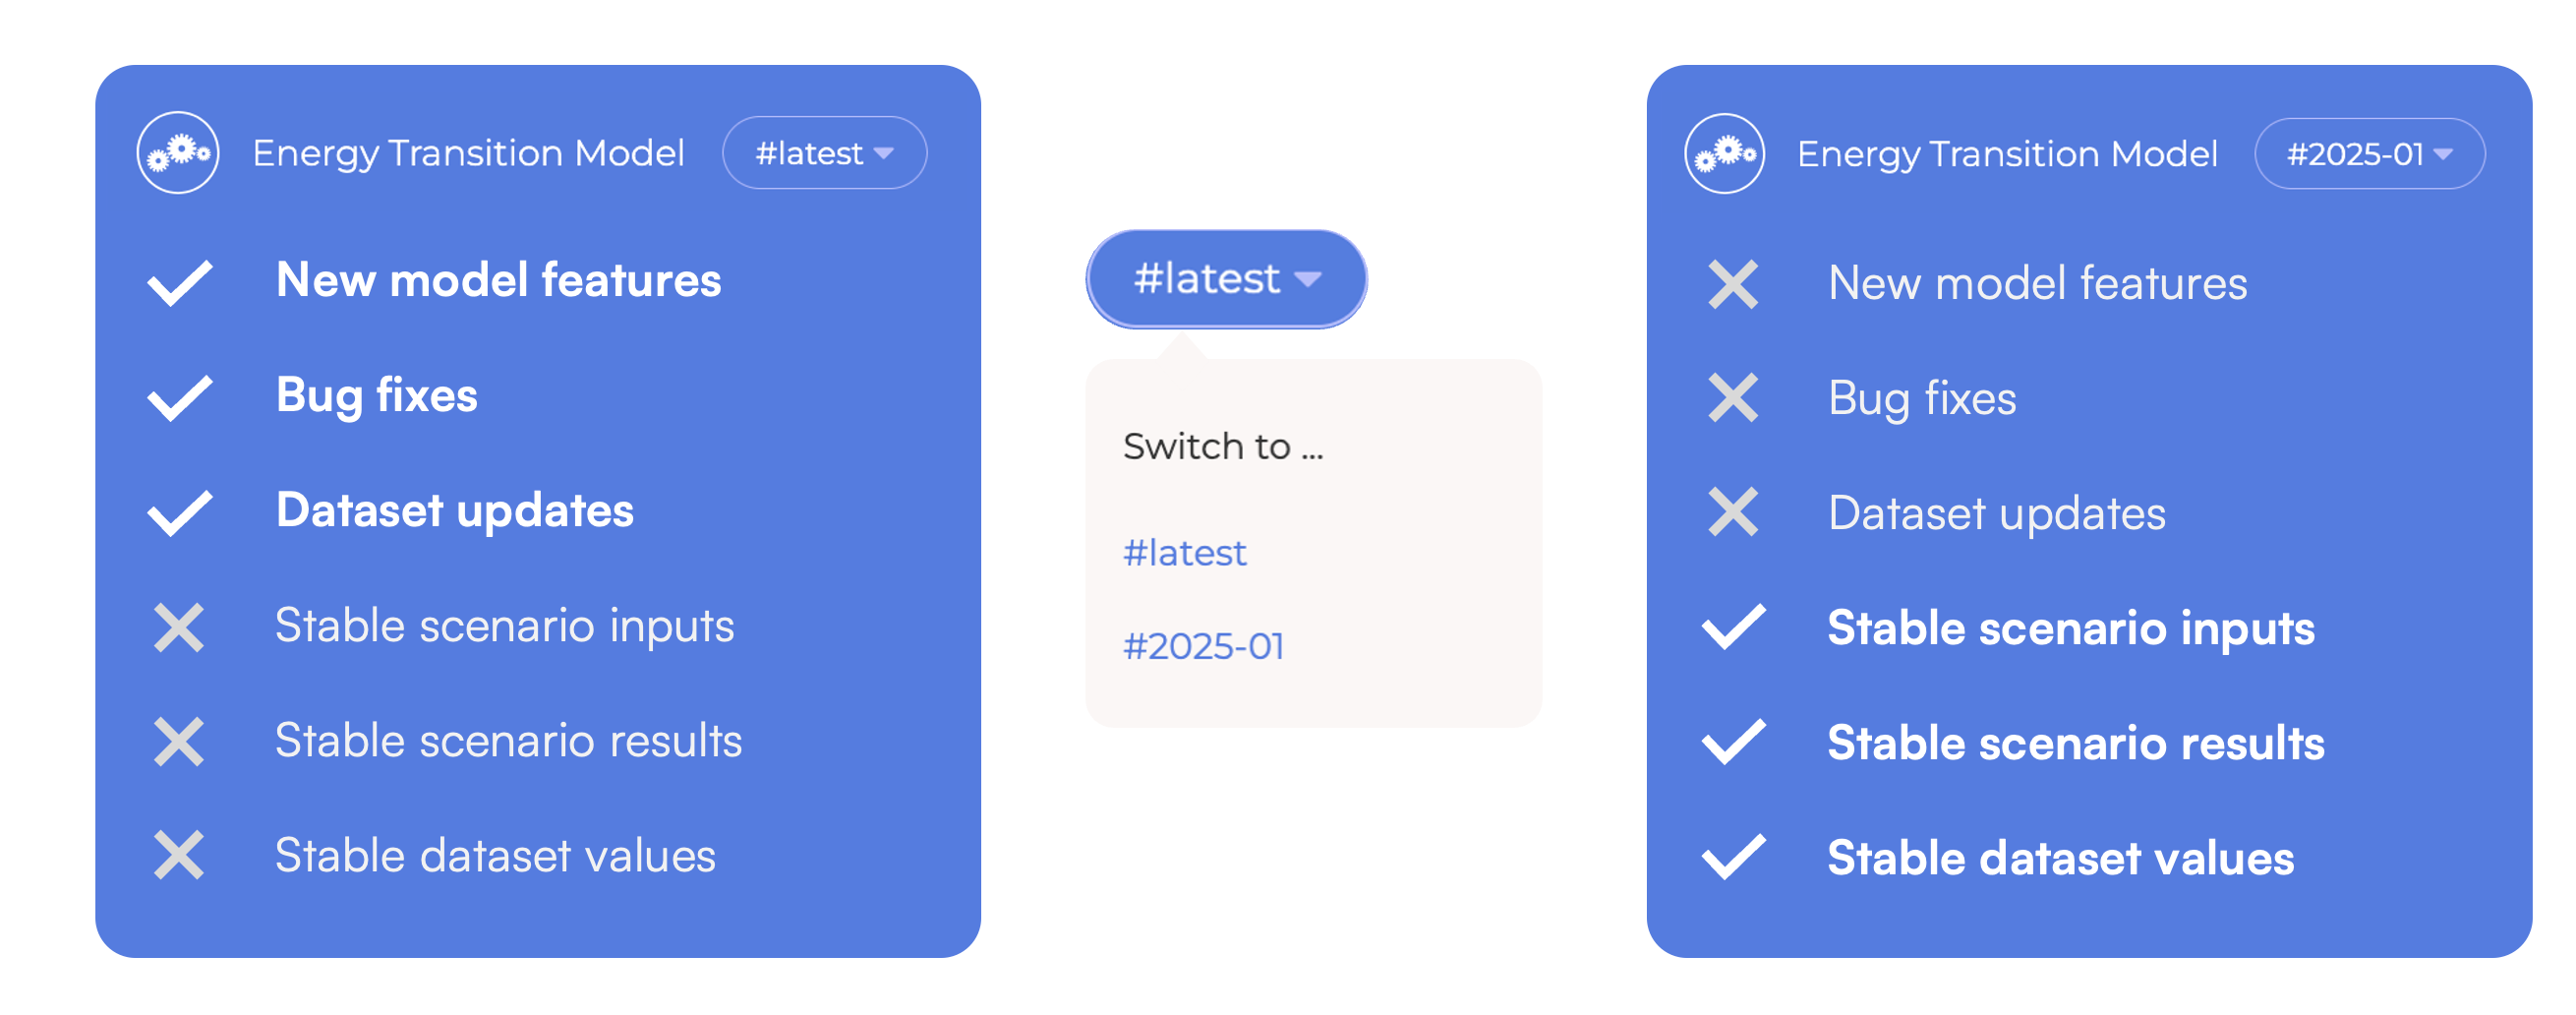 Energy Transition Model
#latest
New model features
Bug fixes
Dataset updates
Stable scenario inputs
Stable scenario results
Stable dataset values
#latest
Switch to ...
#latest
#2025-01
Energy Transition Model
#2025-01
New model features
Bug fixes
Dataset updates
Stable scenario inputs
Stable scenario results
Stable dataset values